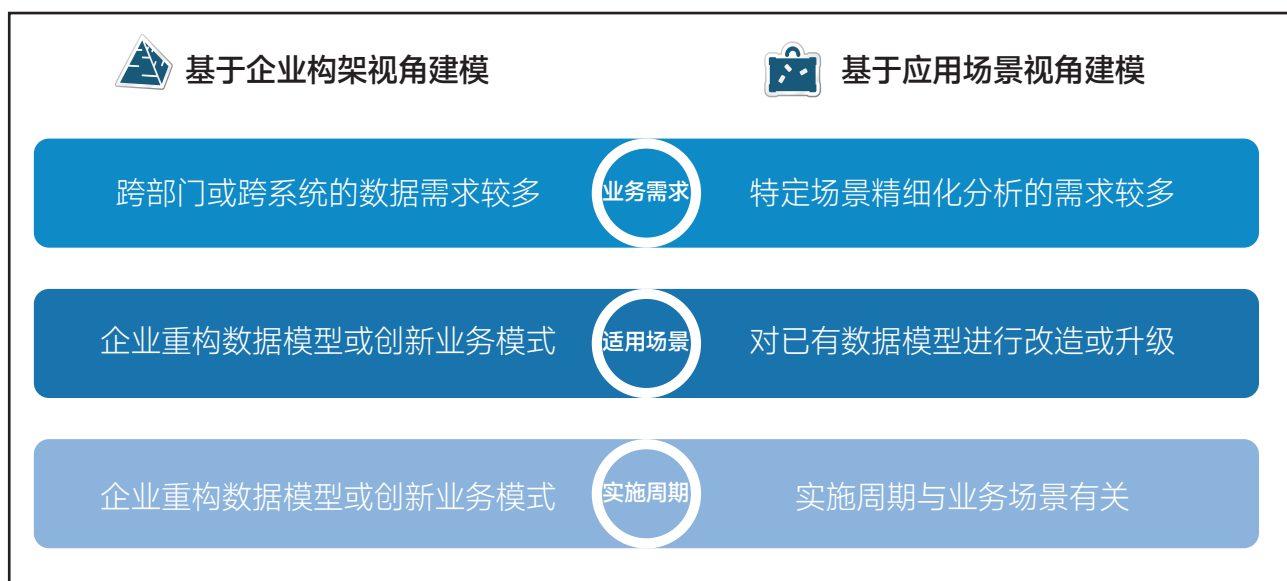 基于企业构架视角建模
基于应用场景视角建模
跨部门或跨系统的数据需求较多
业务需求
特定场景精细化分析的需求较多
企业重构数据模型或创新业务模式
适用场景
对已有数据模型进行改造或升级
企业重构数据模型或创新业务模式
实施周期
实施周期与业务场景有关